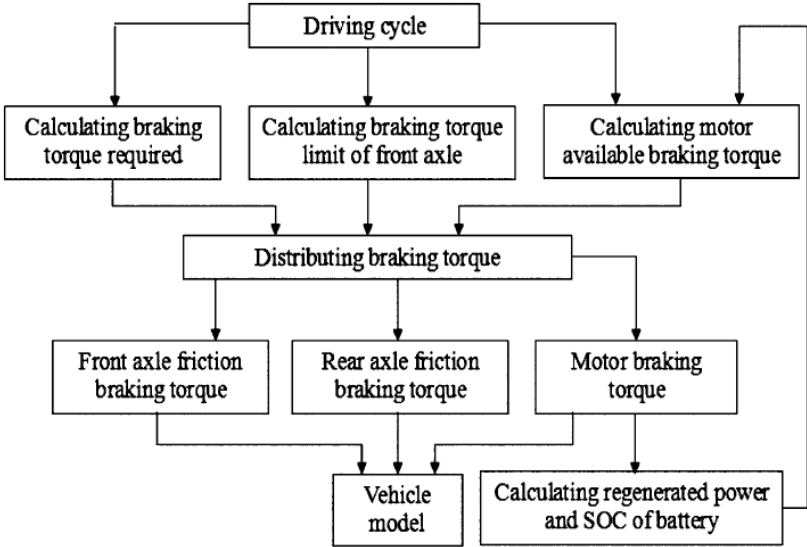 Driving cycle
Calculating braking
torque required
Calculating braking torque
limit of front axle
Calculating motor
available braking torque
Distributing braking torque
Front axle friction
braking torque
Rear axle friction
braking torque
Motor braking
torque
Vehicle
model
Calculating regenerated power
and SOC of battery